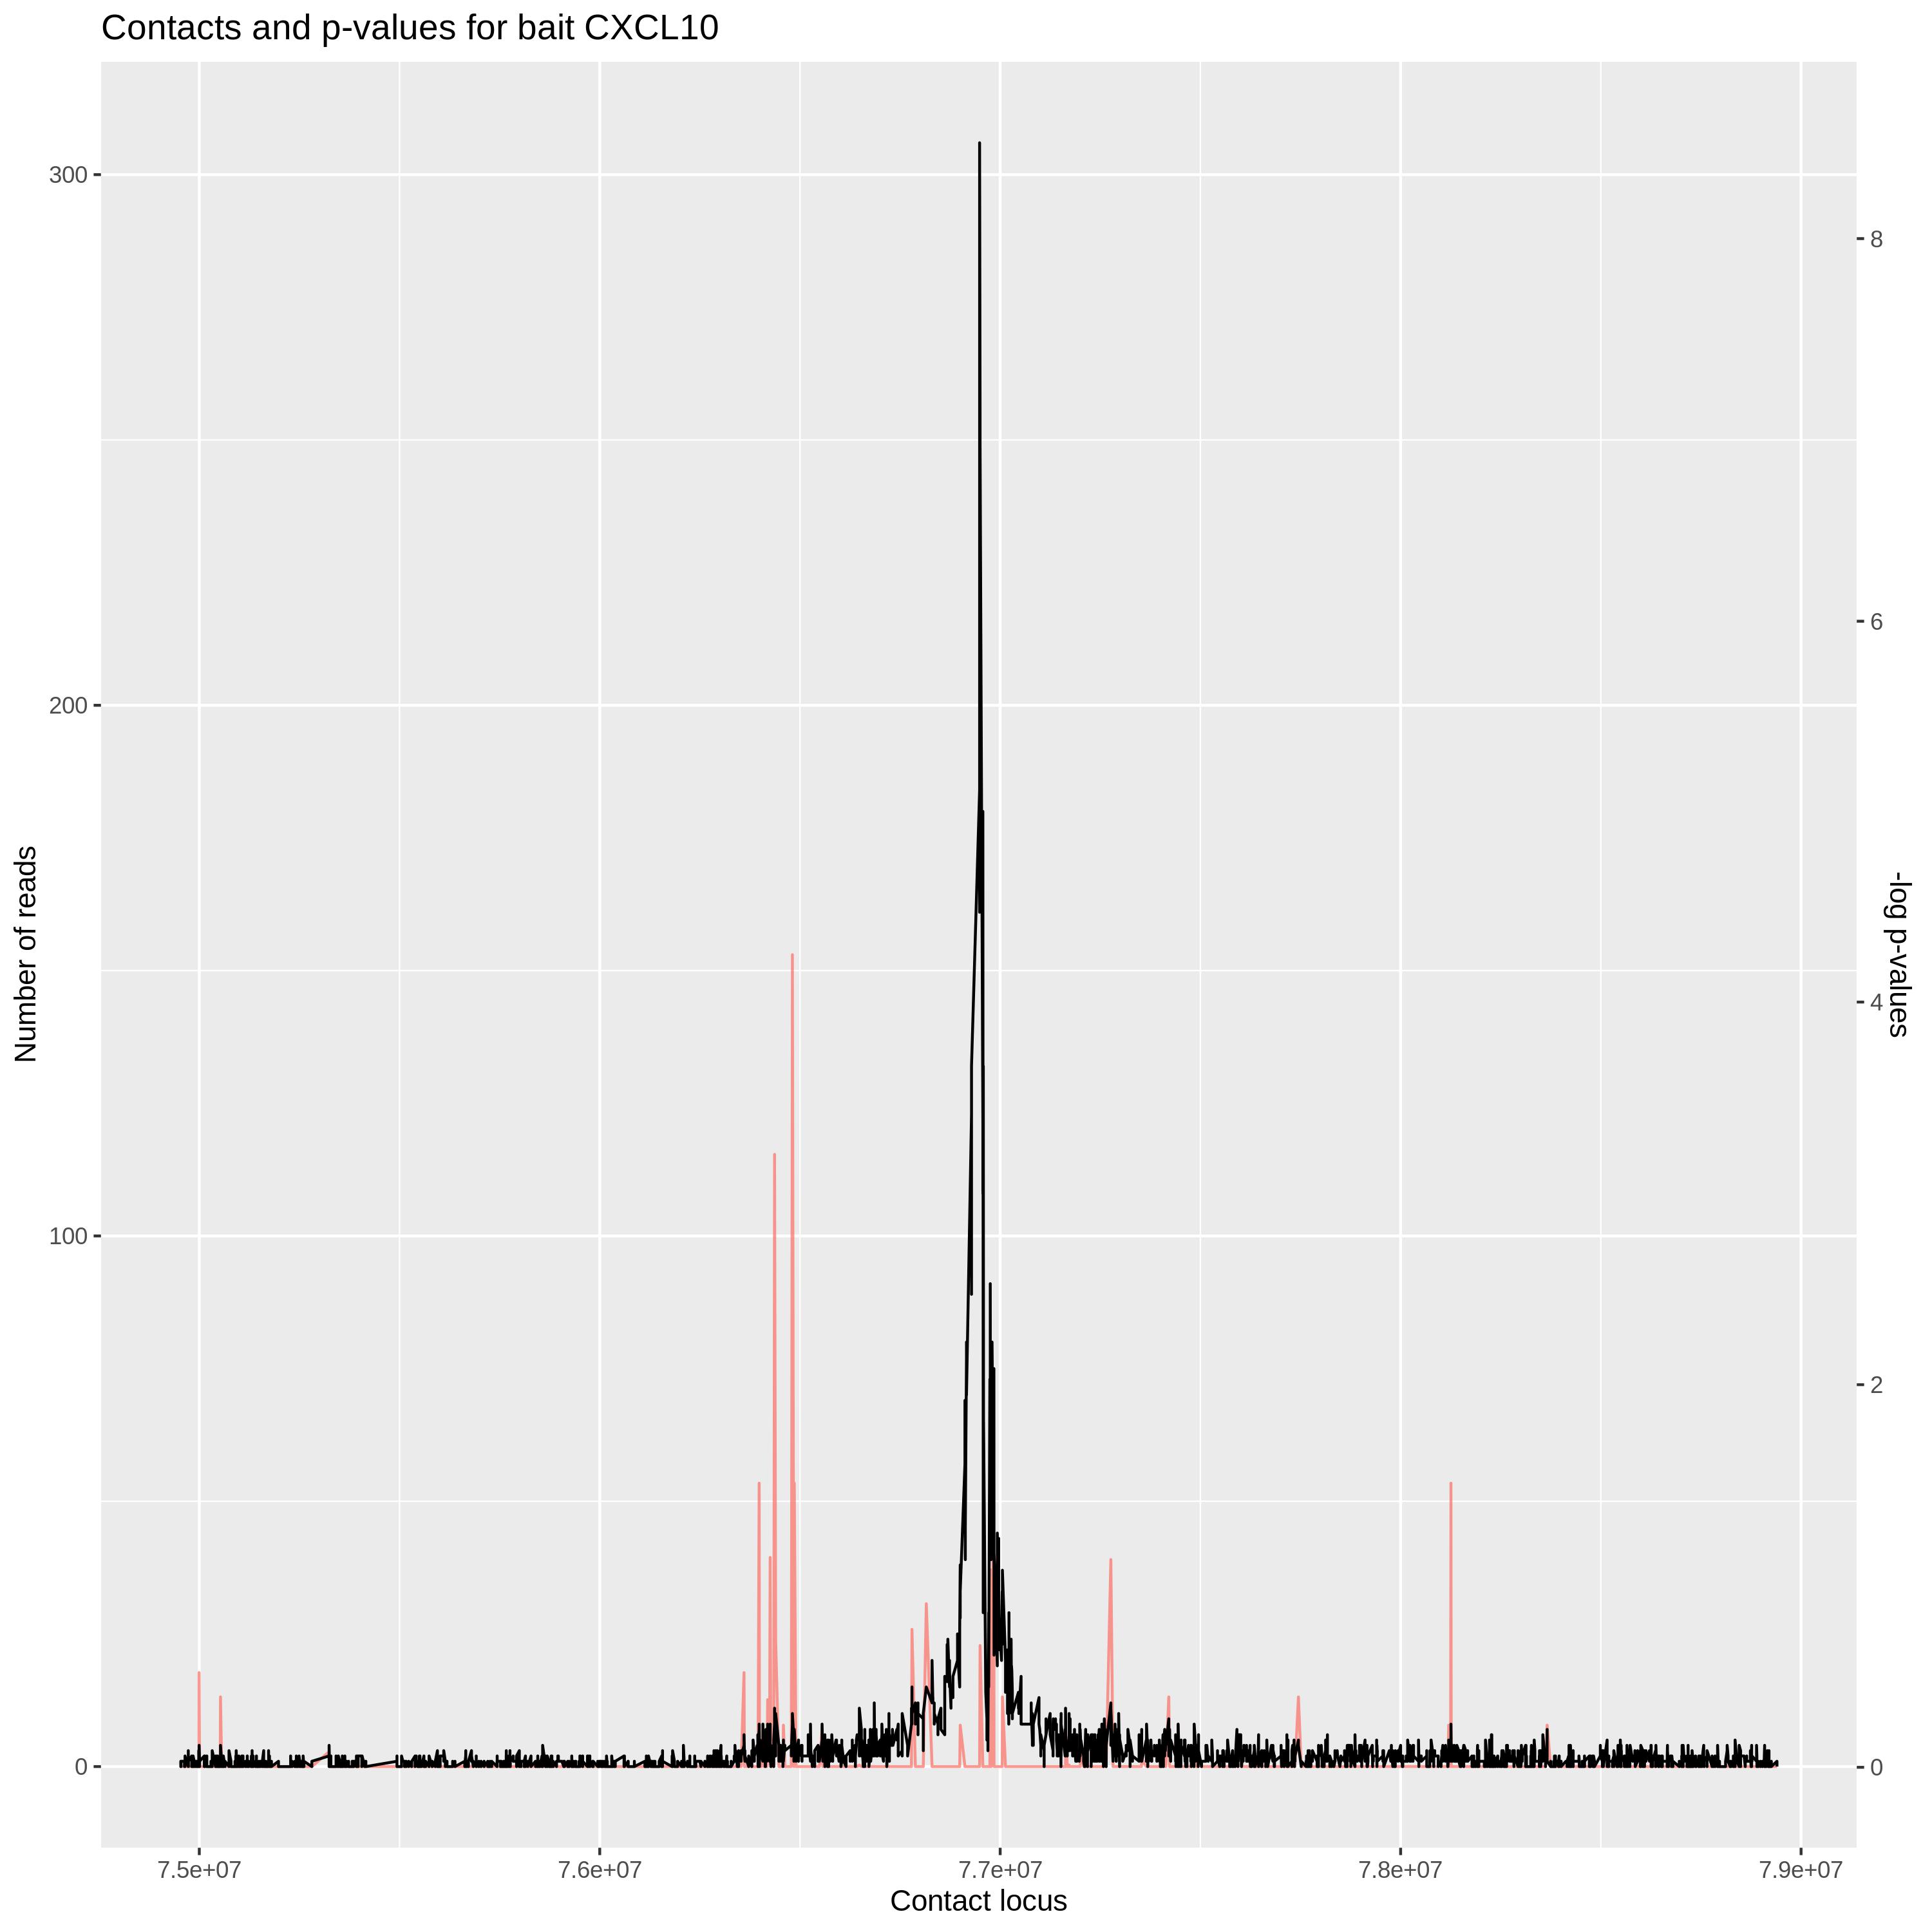 Contacts and p-values for bait CXCL10
300
200
100
0
Number of reads
8
6
4
2
0
-log p-values
7.5e+07
7.6e+07
7.7e+07
7.8e+07
7.9e+07
Contact locus